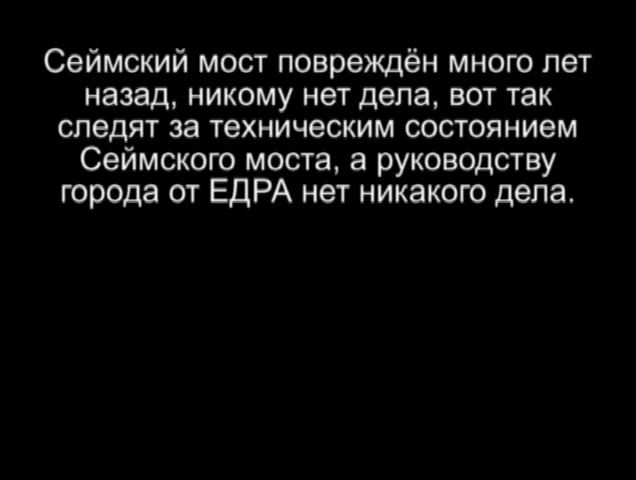 Сеймский мост повреждён много лет
назад, никому нет дела, вот так
следят за техническим состоянием
Сеймского моста, а руководству
города от ЕДРА нет никакого дела.